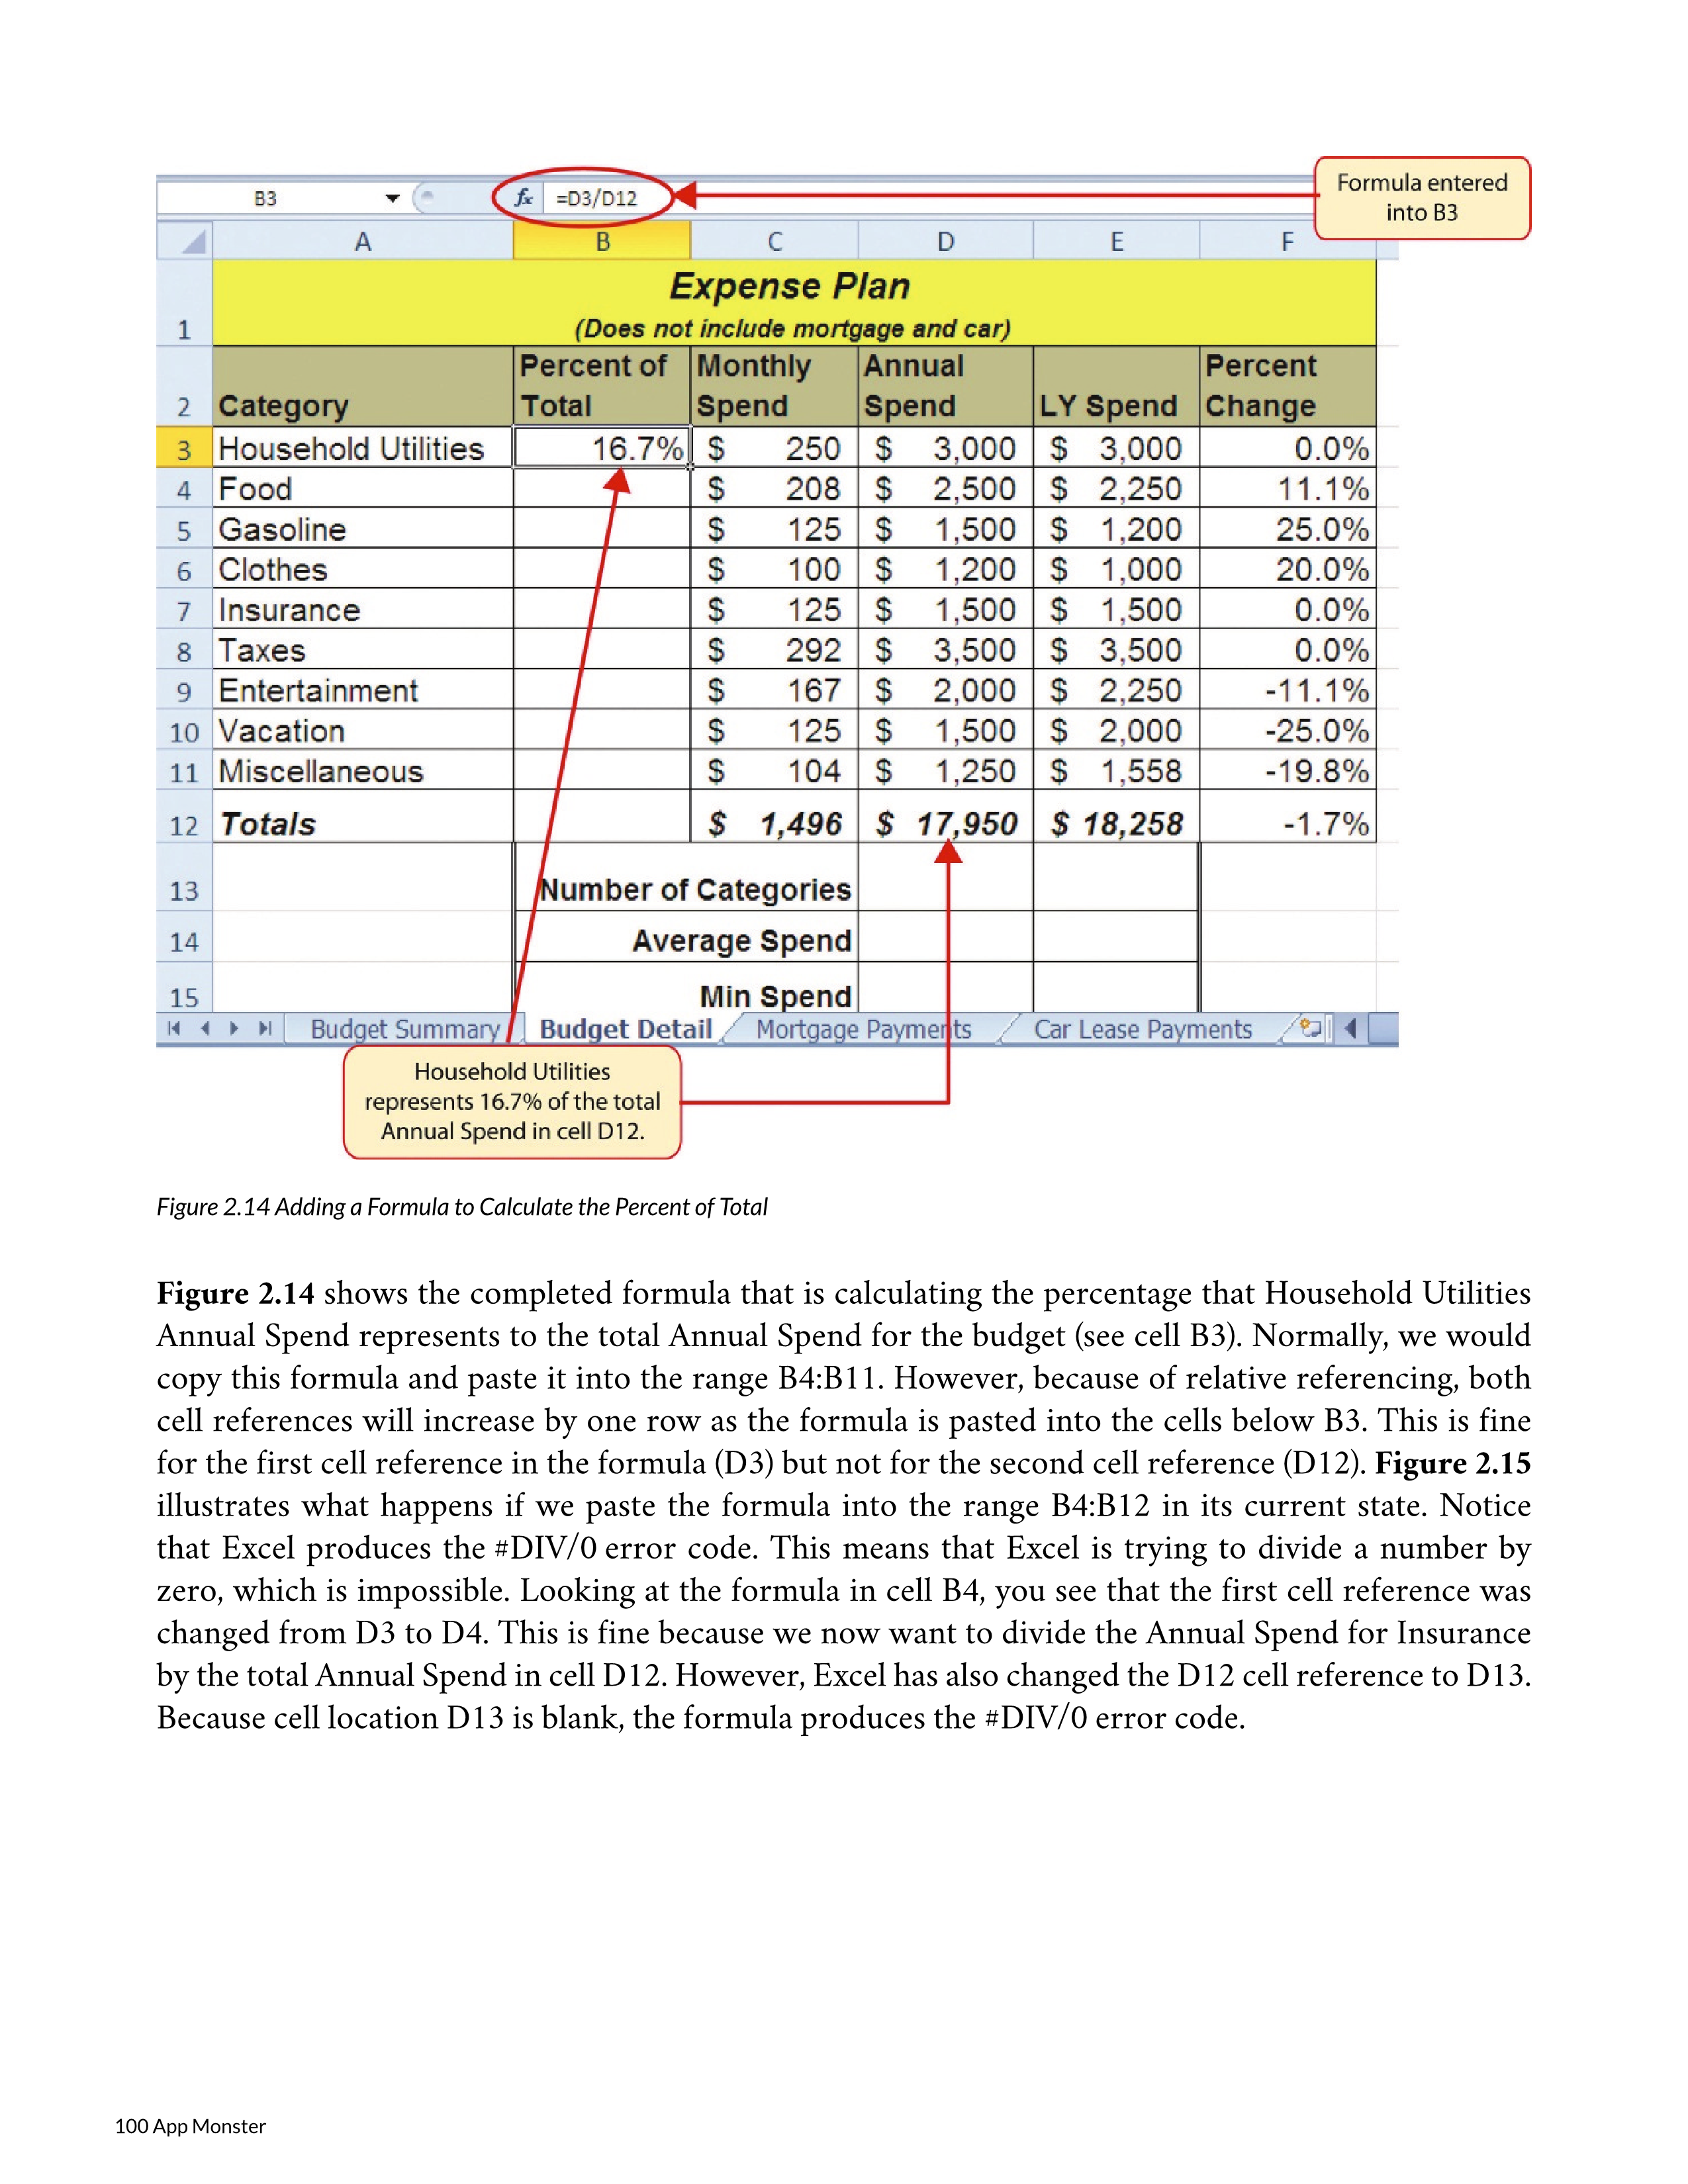 B3 fx =D3/D12
Formula entered
into B3
A B C D E F
Expense Plan
1 (Does not include mortgage and car)
Percent of Monthly Annual Percent
2 Category Total Spend Spend LY Spend Change
3 Household Utilities 16.7% $ 250 $ 3,000 $ 3,000 0.0%
4 Food $ 208 $ 2,500 $ 2,250 11.1%
5 Gasoline $ 125 $ 1,500 $ 1,200 25.0%
6 Clothes $ 100 $ 1,200 $ 1,000 20.0%
7 Insurance $ 125 $ 1,500 $ 1,500 0.0%
8 Taxes $ 292 $ 3,500 $ 3,500 0.0%
9 Entertainment $ 167 $ 2,000 $ 2,250 -11.1%
10 Vacation $ 125 $ 1,500 $ 2,000 -25.0%
11 Miscellaneous $ 104 $ 1,250 $ 1,558 -19.8%
12 Totals $ 1,496 $ 17,950 $ 18,258 -1.7%
13 Number of Categories
14 Average Spend
15 Min Spend
Budget Summary Budget Detail Mortgage Payments Car Lease Payments
Household Utilities
represents 16.7% of the total
Annual Spend in cell D12.
Figure 2.14 Adding a Formula to Calculate the Percent of Total
Figure 2.14 shows the completed formula that is calculating the percentage that Household Utilities
Annual Spend represents to the total Annual Spend for the budget (see cell B3). Normally, we would
copy this formula and paste it into the range B4:B11. However, because of relative referencing, both
cell references will increase by one row as the formula is pasted into the cells below B3. This is fine
for the first cell reference in the formula (D3) but not for the second cell reference (D12). Figure 2.15
illustrates what happens if we paste the formula into the range B4:B12 in its current state. Notice
that Excel produces the #DIV/0 error code. This means that Excel is trying to divide a number by
zero, which is impossible. Looking at the formula in cell B4, you see that the first cell reference was
changed from D3 to D4. This is fine because we now want to divide the Annual Spend for Insurance
by the total Annual Spend in cell D12. However, Excel has also changed the D12 cell reference to D13.
Because cell location D13 is blank, the formula produces the #DIV/0 error code.
100 App Monster